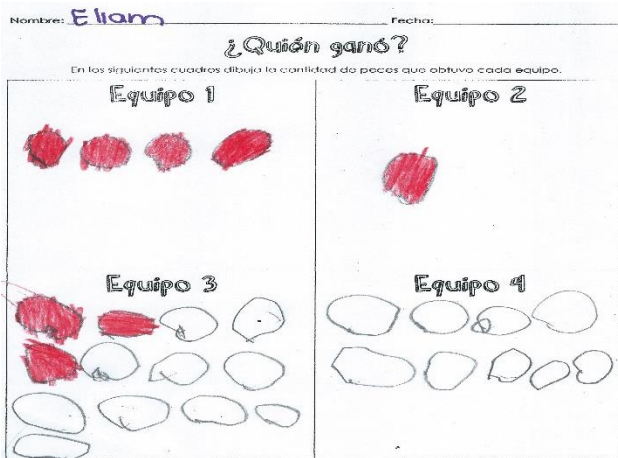 Nombre: Eliam Fecha:
¿Quién ganó?
En los siguientes cuadros dibuja la cantidad de peces que obtuvo cada equipo.
Equipo 1 Equipo 2
Equipo 3 Equipo 4